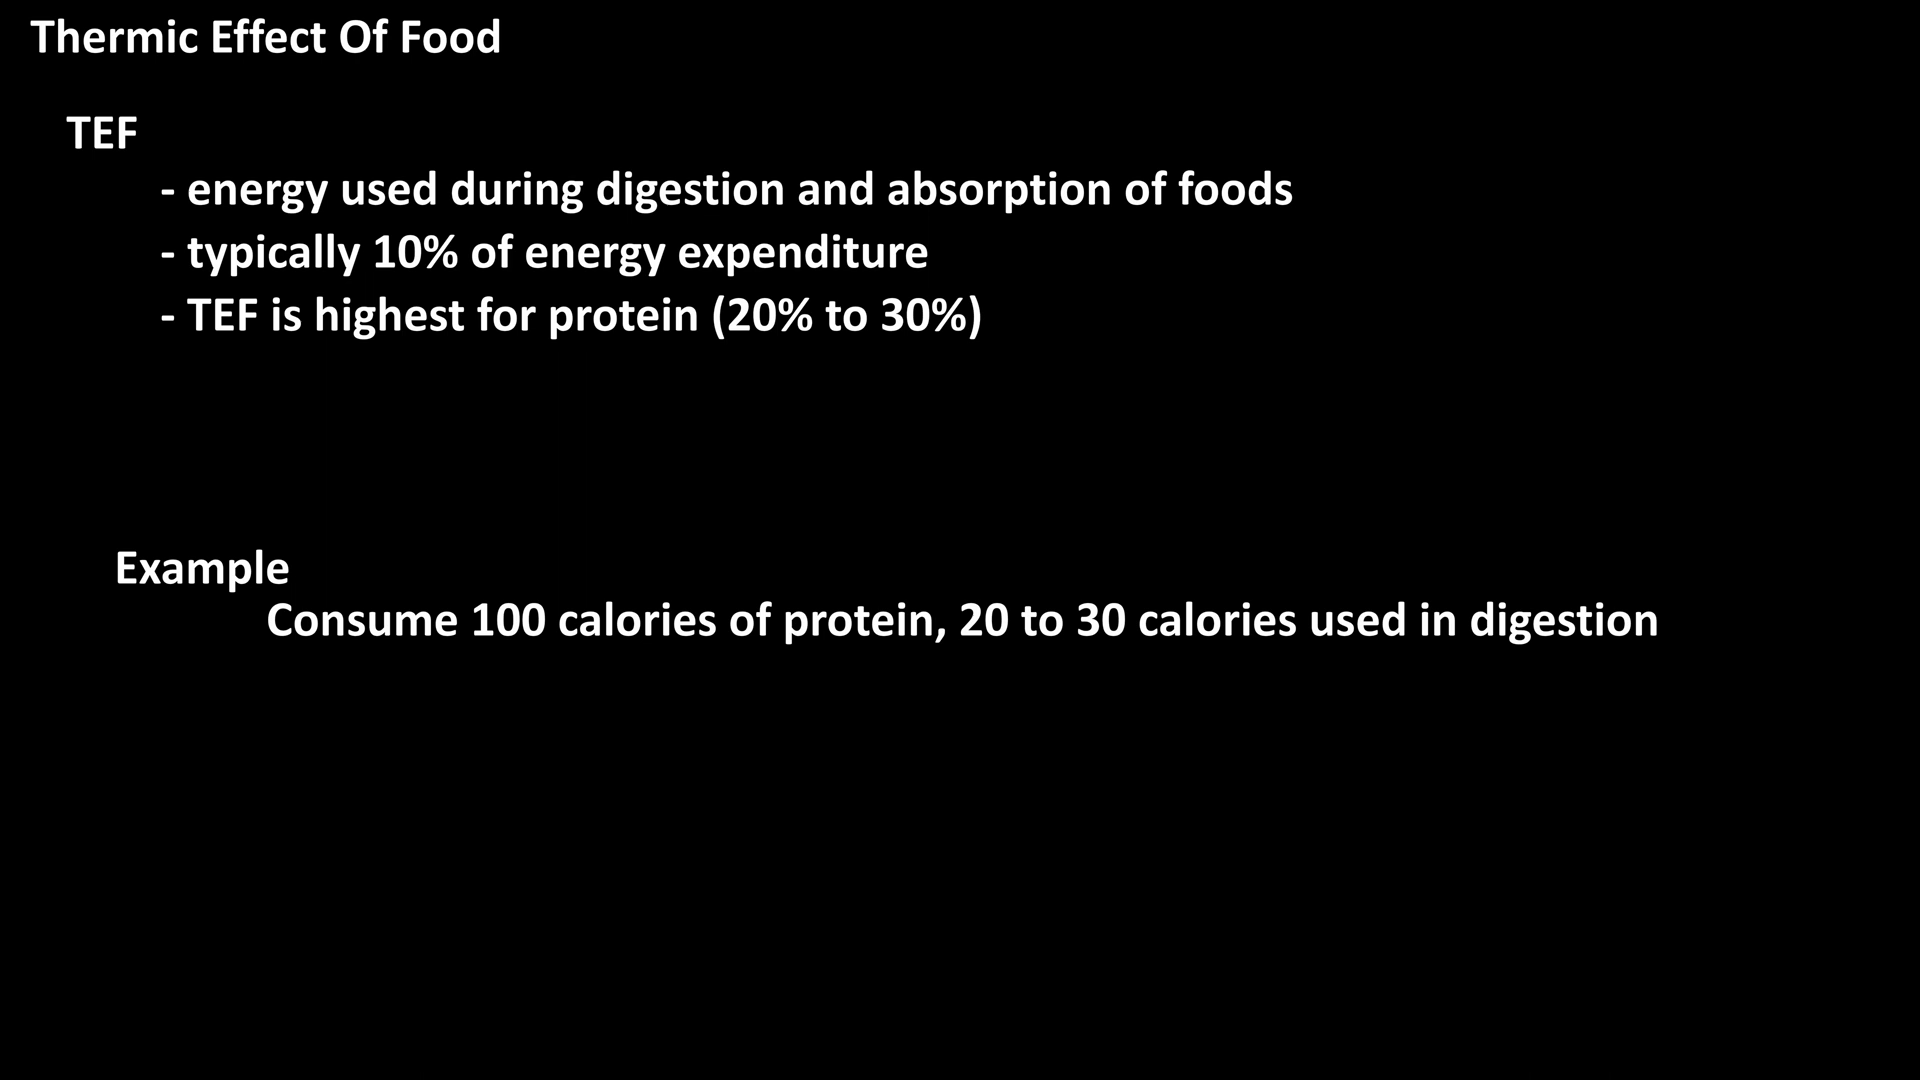 Thermic Effect Of Food
TEF
- energy used during digestion and absorption of foods
- typically 10% of energy expenditure
- TEF is highest for protein (20% to 30%)
Example
Consume 100 calories of protein, 20 to 30 calories used in digestion